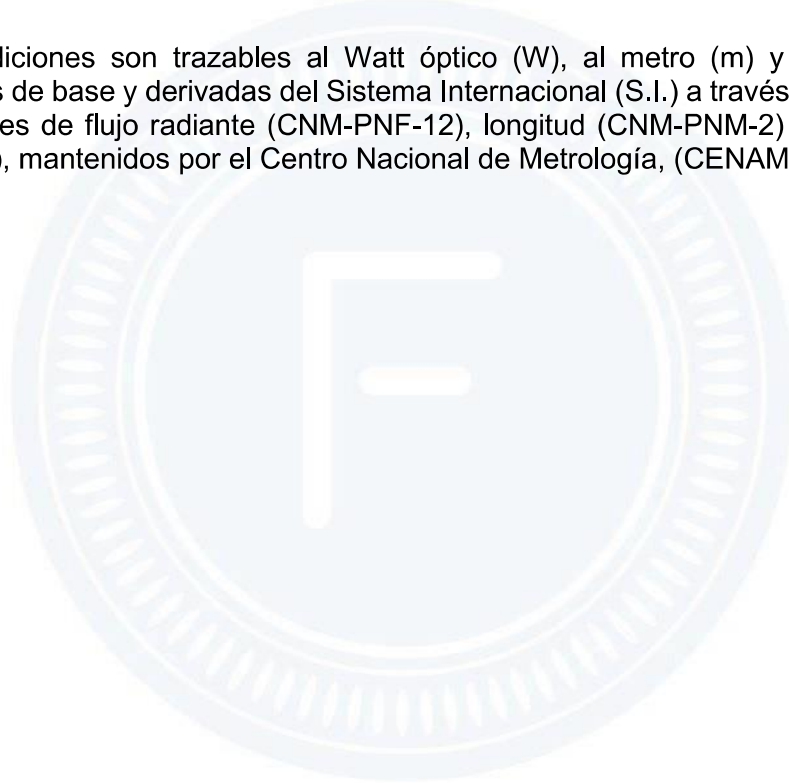 diciones son trazables al Watt óptico (W), al metro (m) y
s de base y derivadas del Sistema Internacional (S.I.) a través
es de flujo radiante (CNM-PNF-12), longitud (CNM-PNM-2)
), mantenidos por el Centro Nacional de Metrología, (CENAM
F